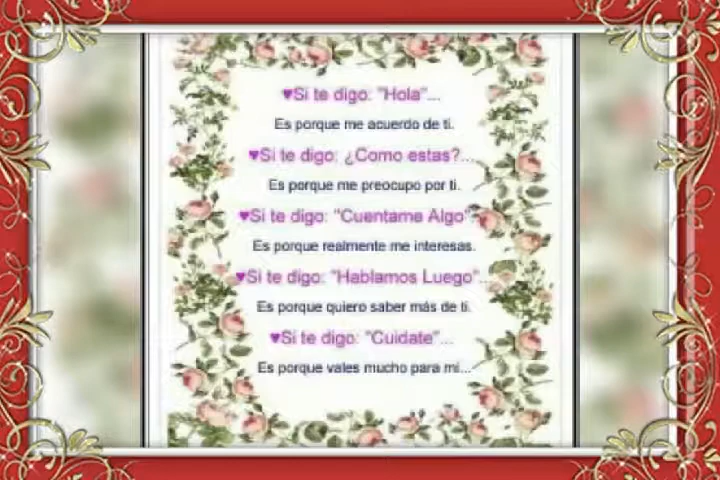 ♥Si te digo: "Hola"...
Es porque me acuerdo de ti.
♥Si te digo: ¿Como estas?...
Es porque me preocupo por ti.
♥Si te digo: "Cuentame Algo"...
Es porque realmente me interesas.
♥Si te digo: "Hablamos Luego"...
Es porque quiero saber más de ti.
♥Si te digo: "Cuidate"...
Es porque vales mucho para mi...